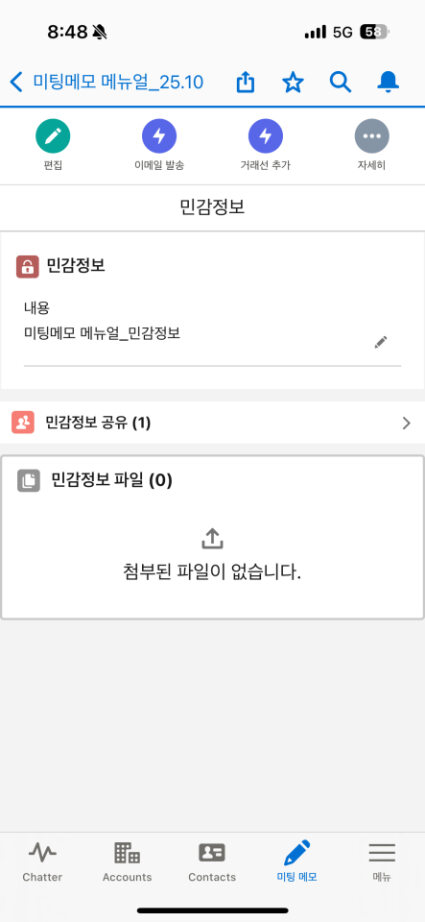 8:48
5G
58
미팅메모 메뉴얼_25.10
편집
이메일 발송
거래선 추가
자세히
민감정보
민감정보
내용
미팅메모 메뉴얼_민감정보
민감정보 공유 (1)
민감정보 파일 (0)
첨부된 파일이 없습니다.
Chatter
Accounts
Contacts
미팅 메모
메뉴